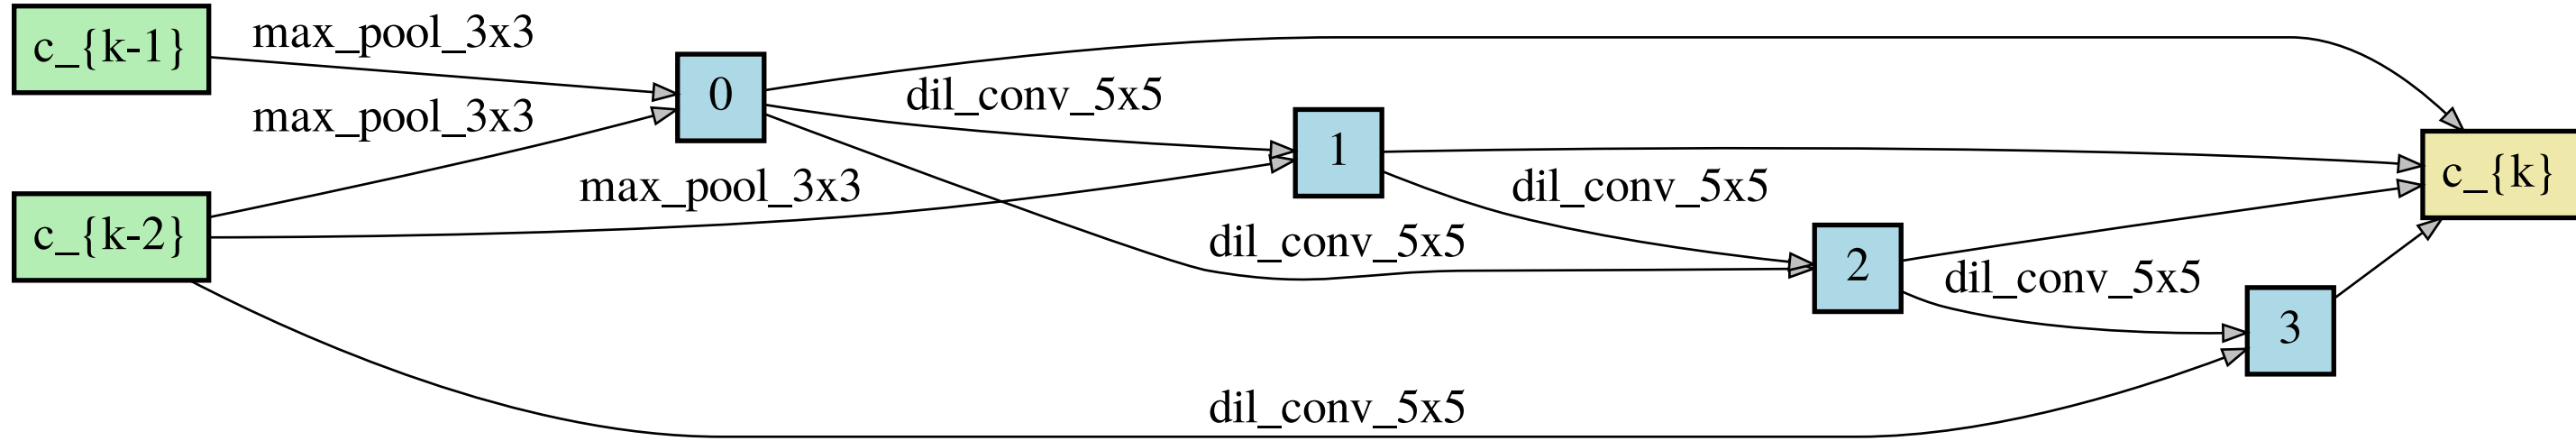 c_{k-1}
max_pool_3x3
max_pool_3x3
c_{k-2}
0
dil_conv_5x5
max_pool_3x3
dil_conv_5x5
1
dil_conv_5x5
2
dil_conv_5x5
dil_conv_5x5
3
c_{k}